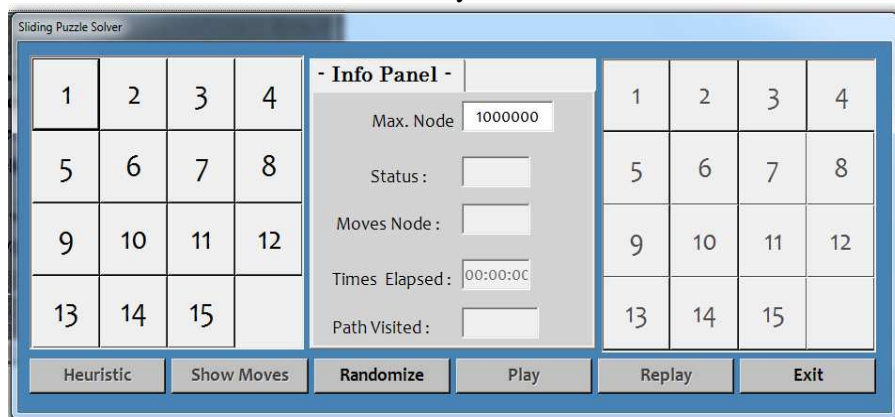 Sliding Puzzle Solver
1 2 3 4
5 6 7 8
9 10 11 12
13 14 15
- Info Panel -
Max. Node 1000000
Status :
Moves Node :
Times Elapsed : 00:00:0C
Path Visited :
1 2 3 4
5 6 7 8
9 10 11 12
13 14 15
Heuristic Show Moves Randomize Play Replay Exit